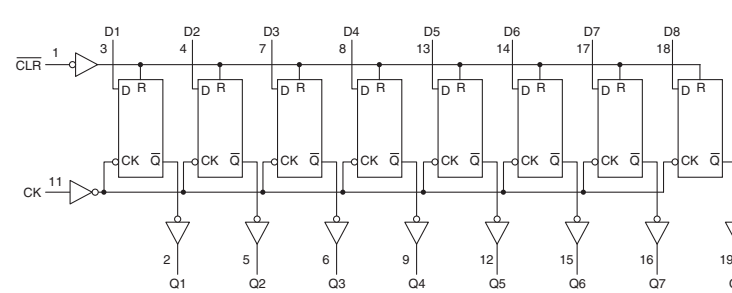 D1 D2 D3 D4 D5 D6 D7 D8
3 4 7 8 13 14 17 18
CLR 1
D R D R D R D R D R D R D R D R
CK Q CK Q CK Q CK Q CK Q CK Q CK Q CK Q
CK 11
2 5 6 9 12 15 16 19
Q1 Q2 Q3 Q4 Q5 Q6 Q7